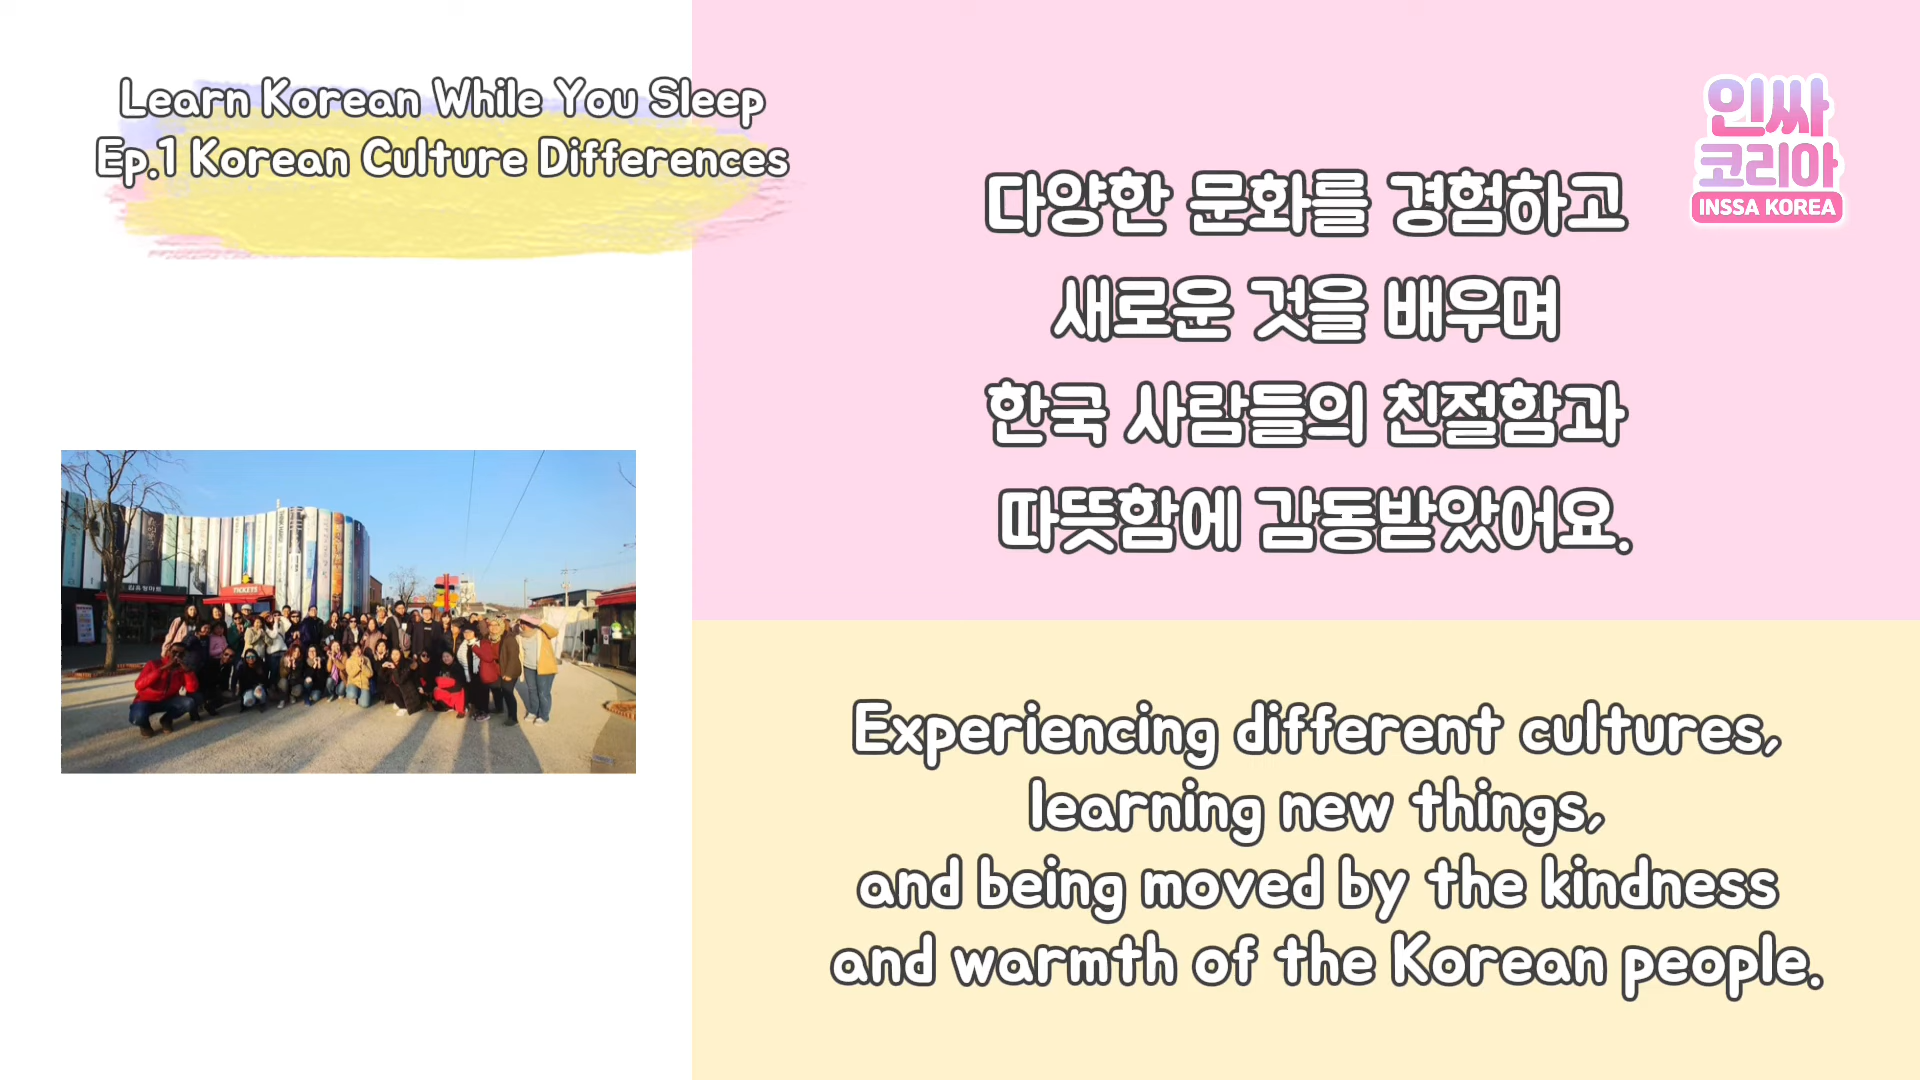 Learn Korean While You Sleep
Ep.1 Korean Culture Differences
인싸
코리아
INSSA KOREA
다양한 문화를 경험하고
새로운 것을 배우며
한국 사람들의 친절함과
따뜻함에 감동받았어요.
TICKETS
Experiencing different cultures,
learning new things,
and being moved by the kindness
and warmth of the Korean people.